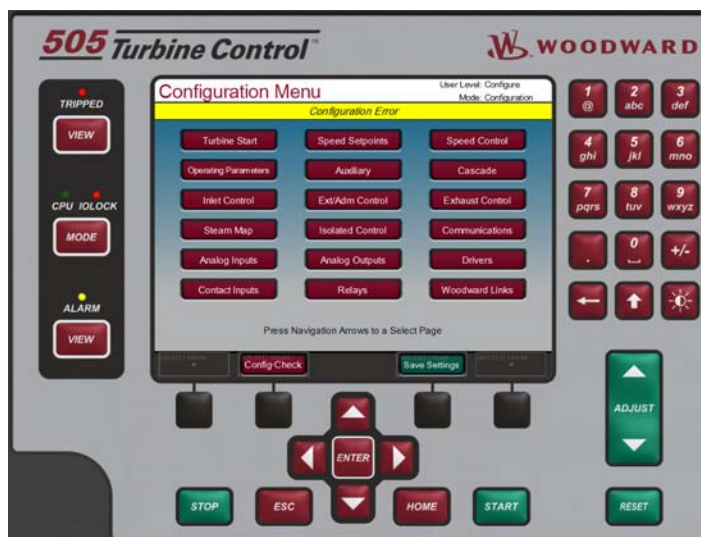 505 Turbine Control™
WOODWARD
TRIPPED
VIEW
CPU IOLOCK
MODE
ALARM
VIEW
Configuration Menu
User Level: Configure
Mode: Configuration
Configuration Error
Turbine Start
Speed Setpoints
Speed Control
Operating Parameters
Auxiliary
Cascade
Inlet Control
Ext/Adm Control
Exhaust Control
Steam Map
Isolated Control
Communications
Analog Inputs
Analog Outputs
Drivers
Contact Inputs
Relays
Woodward Links
Press Navigation Arrows to a Select Page
Config Check
Save Settings
1 2 3
@ abc def
4 5 6
ghi jkl mno
7 8 9
pqrs tuv wxyz
. 0 +/-
ADJUST
ENTER
STOP
ESC
HOME
START
RESET